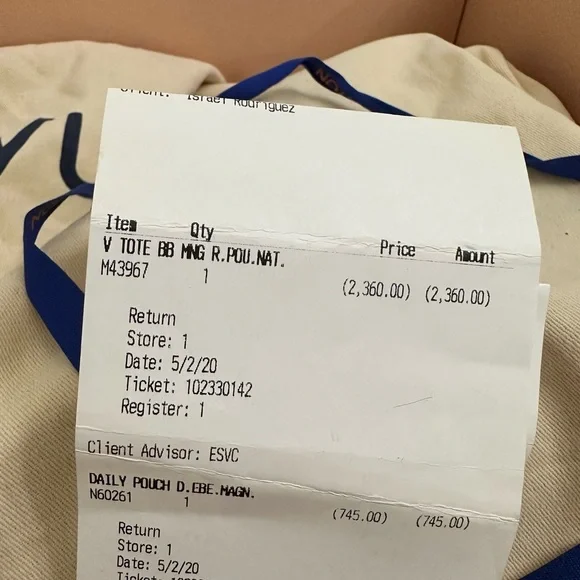 Client: Israel Rodriguez
Item Qty Price Amount
V TOTE BB MNG R.POU.NAT.
M43967 1 (2,360.00) (2,360.00)
Return
Store: 1
Date: 5/2/20
Ticket: 102330142
Register: 1
Client Advisor: ESVC
DAILY POUCH D.EBE.MAGN.
N60261 1 (745.00) (745.00)
Return
Store: 1
Date: 5/2/20